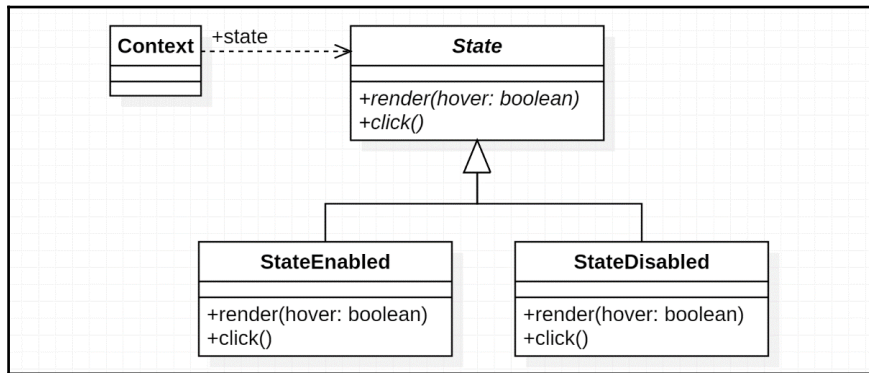 Context
+state
State
+render(hover: boolean)
+click()
StateEnabled
+render(hover: boolean)
+click()
StateDisabled
+render(hover: boolean)
+click()